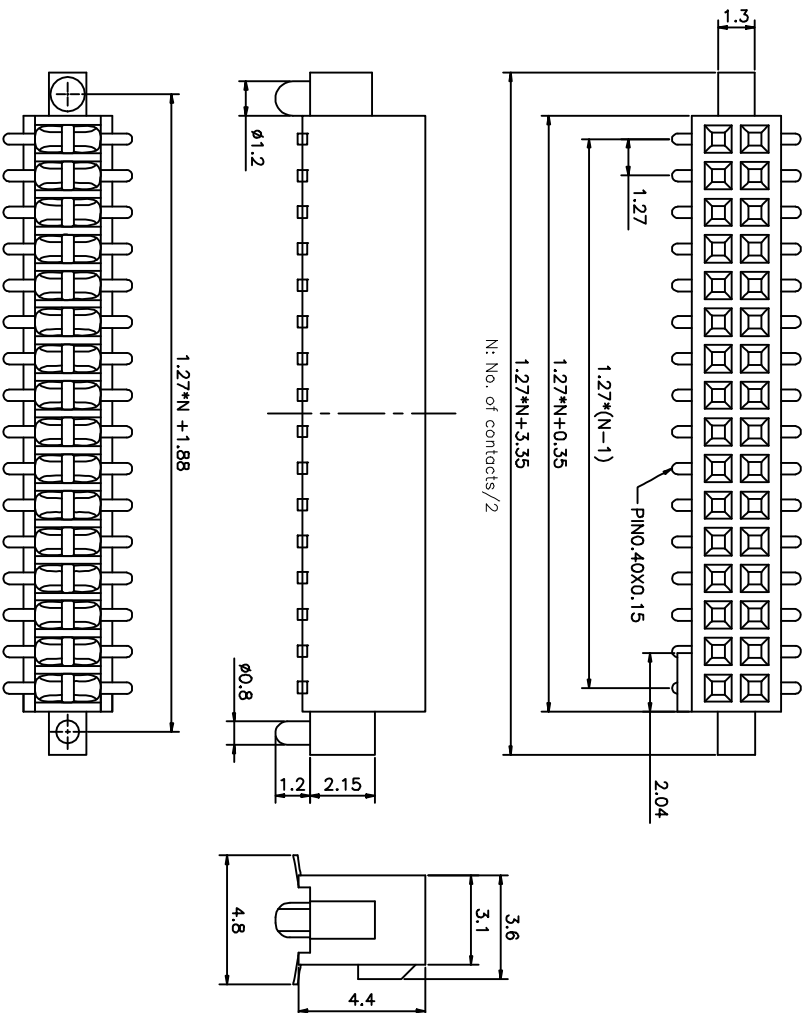 1.3
1.27
1.27*(N-1)
PIN0.40X0.15
1.27*N+0.35
1.27*N+3.35
N: No. of contacts/2
2.04
ø1.2
ø0.8
1.2
2.15
1.27*N +1.88
3.6
3.1
4.8
4.4